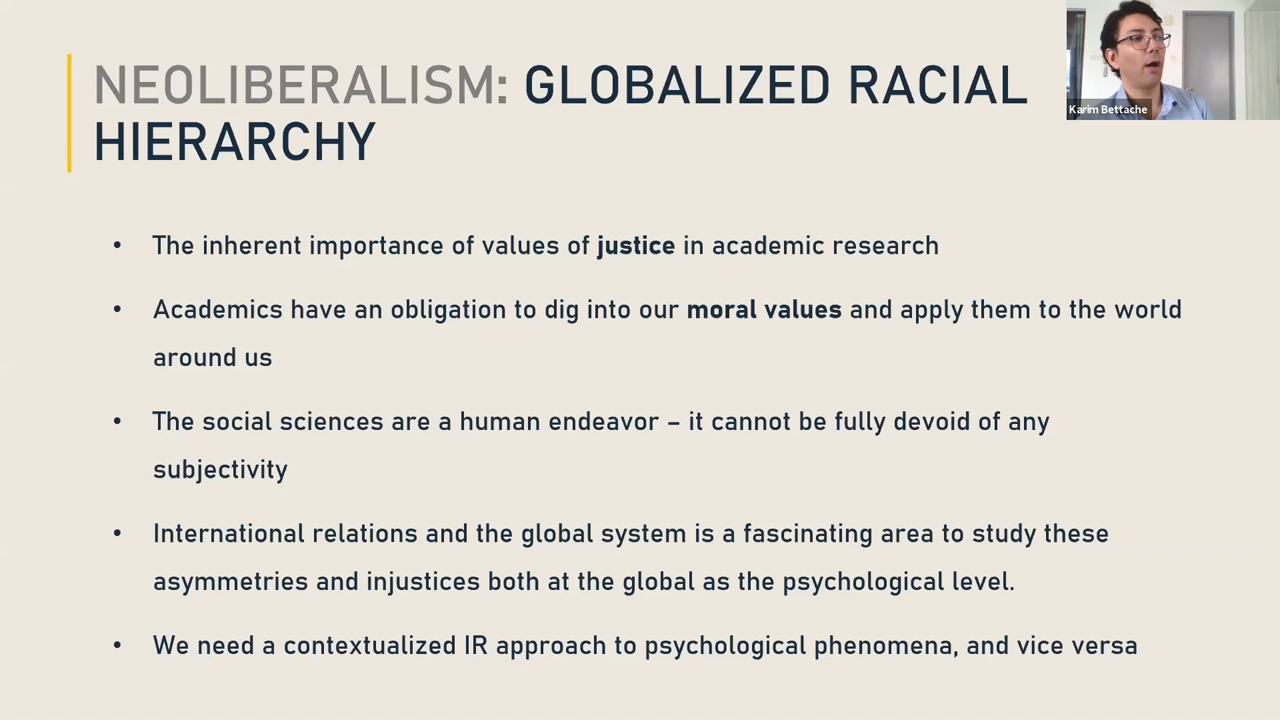 NEOLIBERALISM: GLOBALIZED RACIAL
HIERARCHY
Karim Bettache
• The inherent importance of values of justice in academic research
• Academics have an obligation to dig into our moral values and apply them to the world
around us
• The social sciences are a human endeavor – it cannot be fully devoid of any
subjectivity
• International relations and the global system is a fascinating area to study these
asymmetries and injustices both at the global as the psychological level.
• We need a contextualized IR approach to psychological phenomena, and vice versa